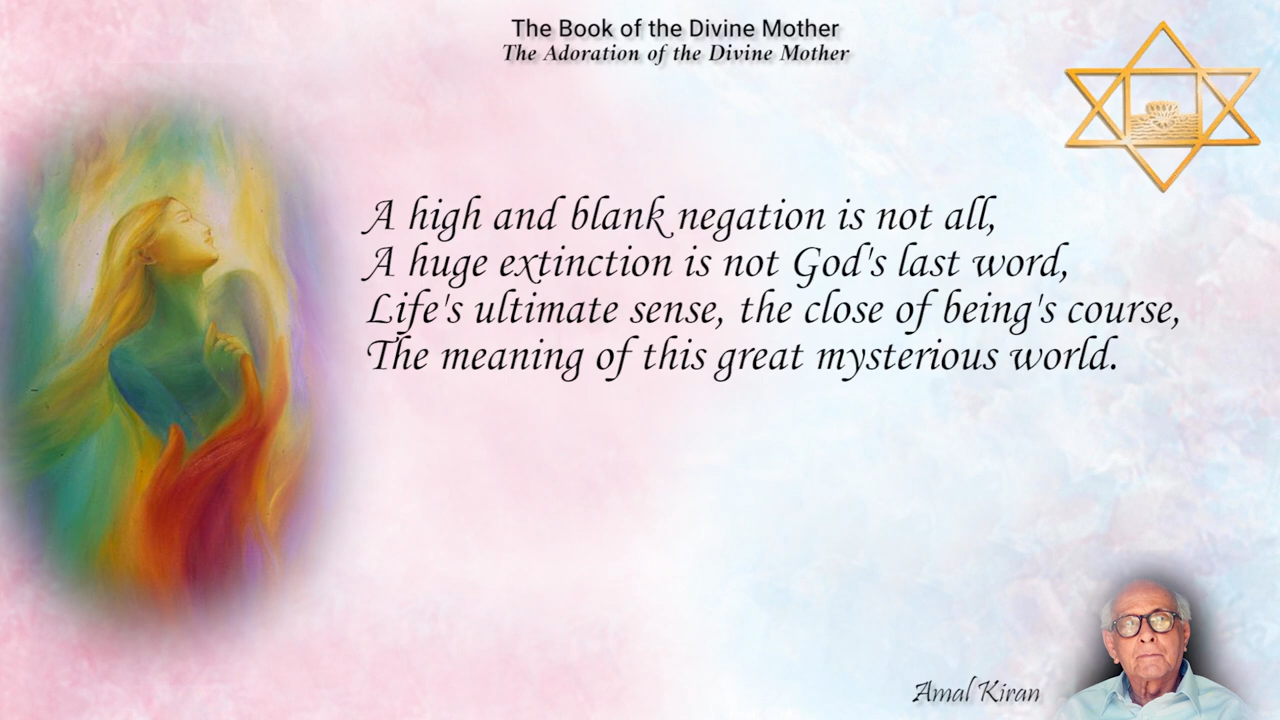 The Book of the Divine Mother
The Adoration of the Divine Mother
A high and blank negation is not all,
A huge extinction is not God's last word,
Life's ultimate sense, the close of being's course,
The meaning of this great mysterious world.
Amal Kiran